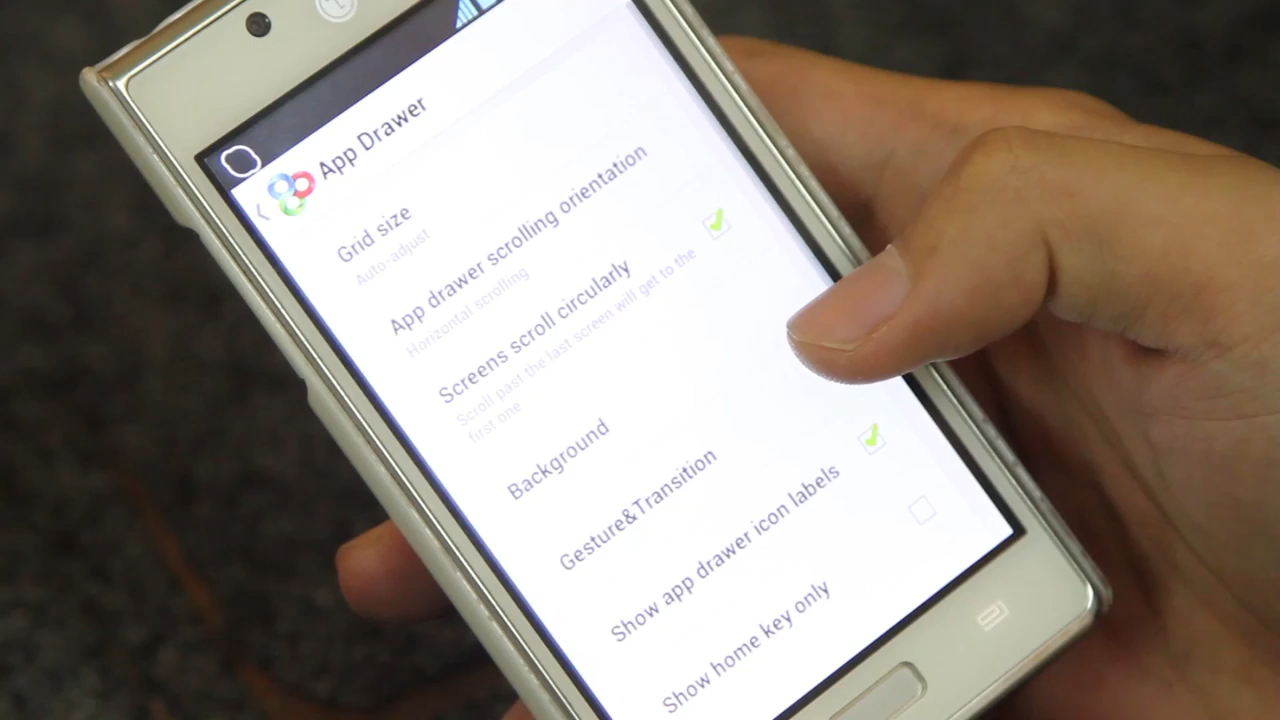 App Drawer
Grid size
Auto-adjust
App drawer scrolling orientation
Horizontal scrolling
Screens scroll circularly
Scroll past the last screen will get to the
first one
Background
Gesture&Transition
Show app drawer icon labels
Show home key only